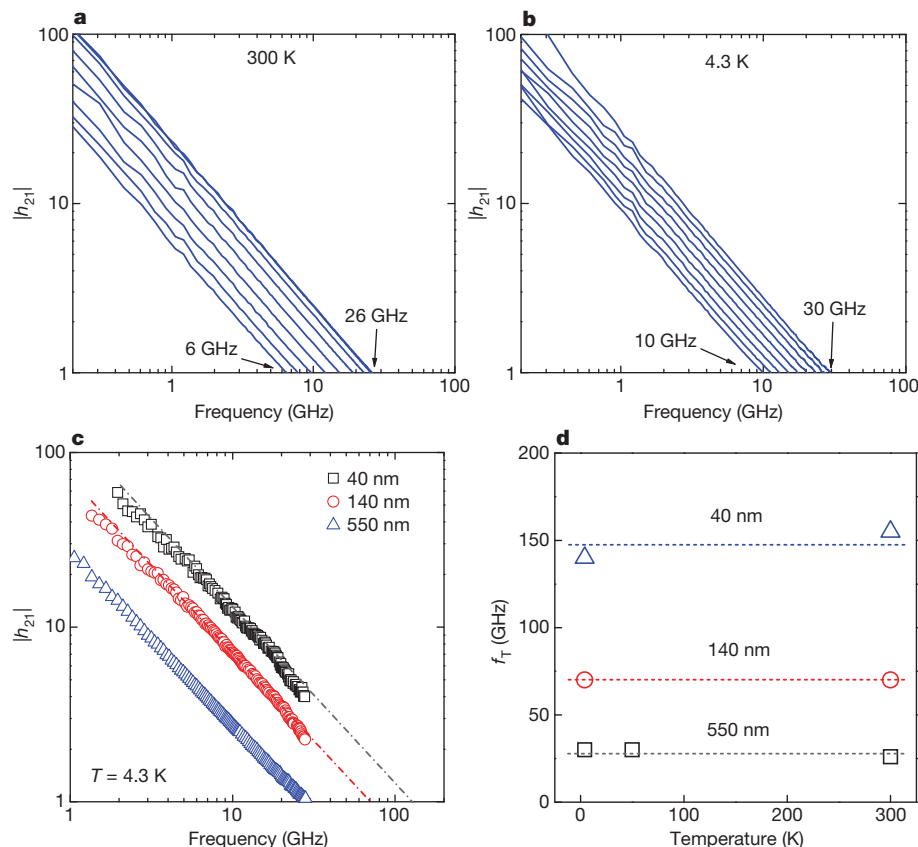 a
300 K
100
10
1
|h21|
1
10
100
6 GHz
26 GHz
Frequency (GHz)
b
4.3 K
100
10
1
|h21|
1
10
100
10 GHz
30 GHz
Frequency (GHz)
c
100
10
1
|h21|
40 nm
140 nm
550 nm
T = 4.3 K
1
10
100
Frequency (GHz)
d
200
150
100
50
0
fT (GHz)
40 nm
140 nm
550 nm
0
100
200
300
Temperature (K)